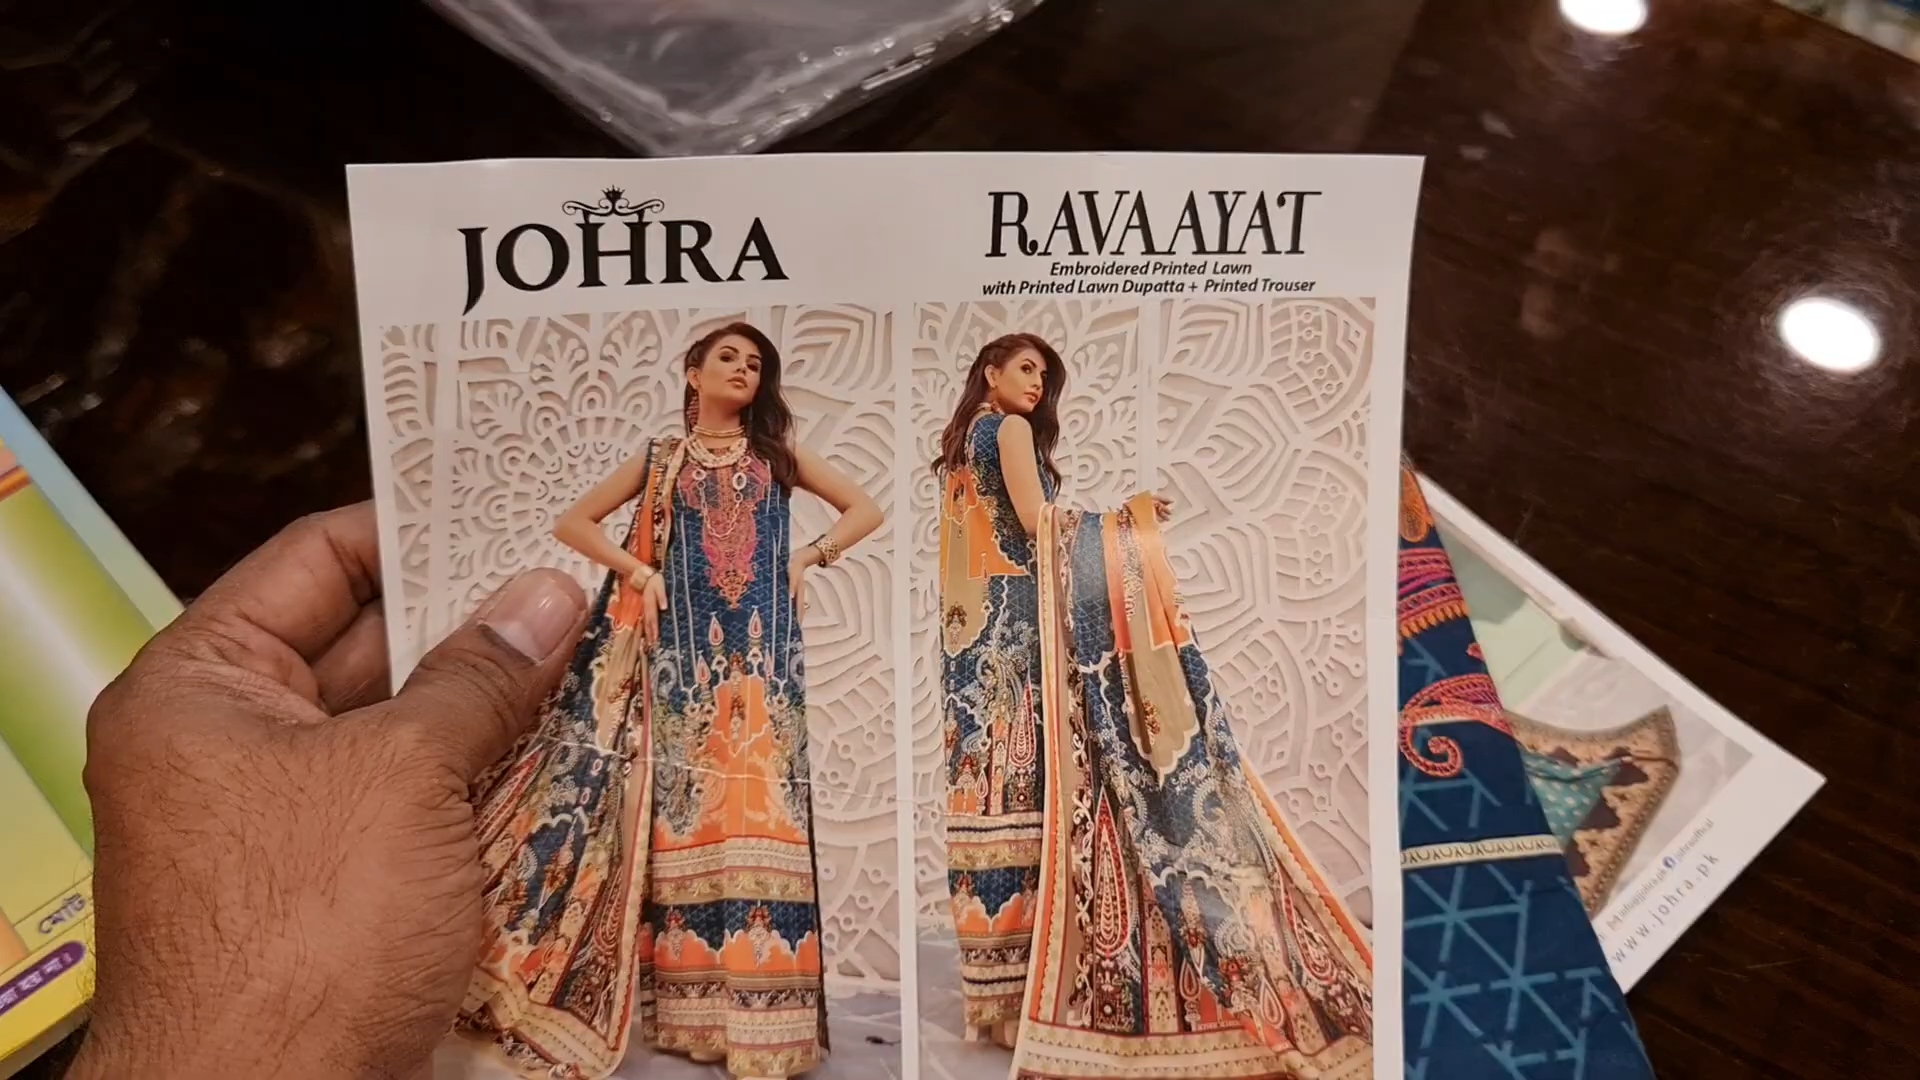 JOHRA
RAVAAYAT
Embroidered Printed Lawn
with Printed Lawn Dupatta + Printed Trouser
www.johra.pk